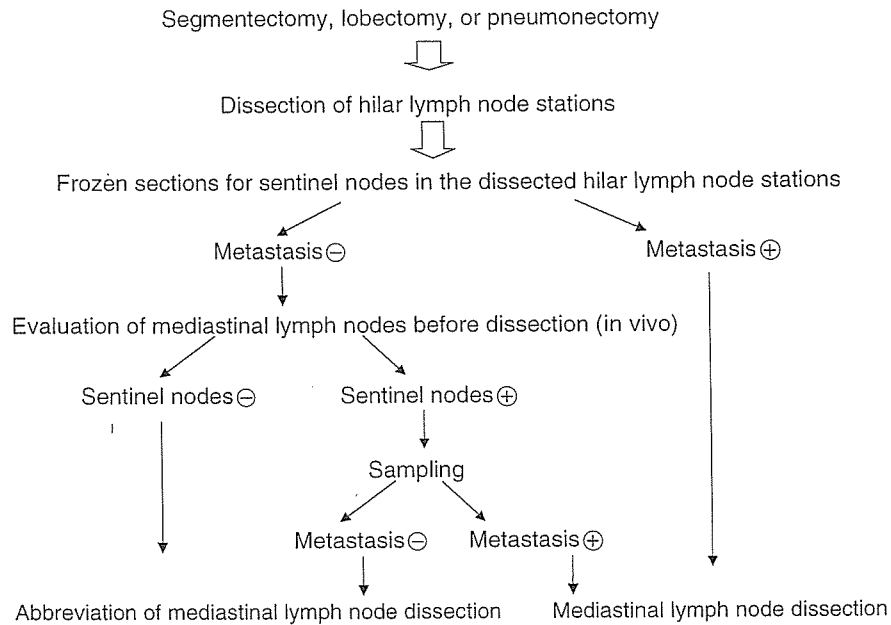 Segmentectomy, lobectomy, or pneumonectomy
Dissection of hilar lymph node stations
Frozen sections for sentinel nodes in the dissected hilar lymph node stations
Metastasis ⊖
Metastasis ⊕
Evaluation of mediastinal lymph nodes before dissection (in vivo)
Sentinel nodes ⊖
Sentinel nodes ⊕
Sampling
Metastasis ⊖
Metastasis ⊕
Abbreviation of mediastinal lymph node dissection
Mediastinal lymph node dissection